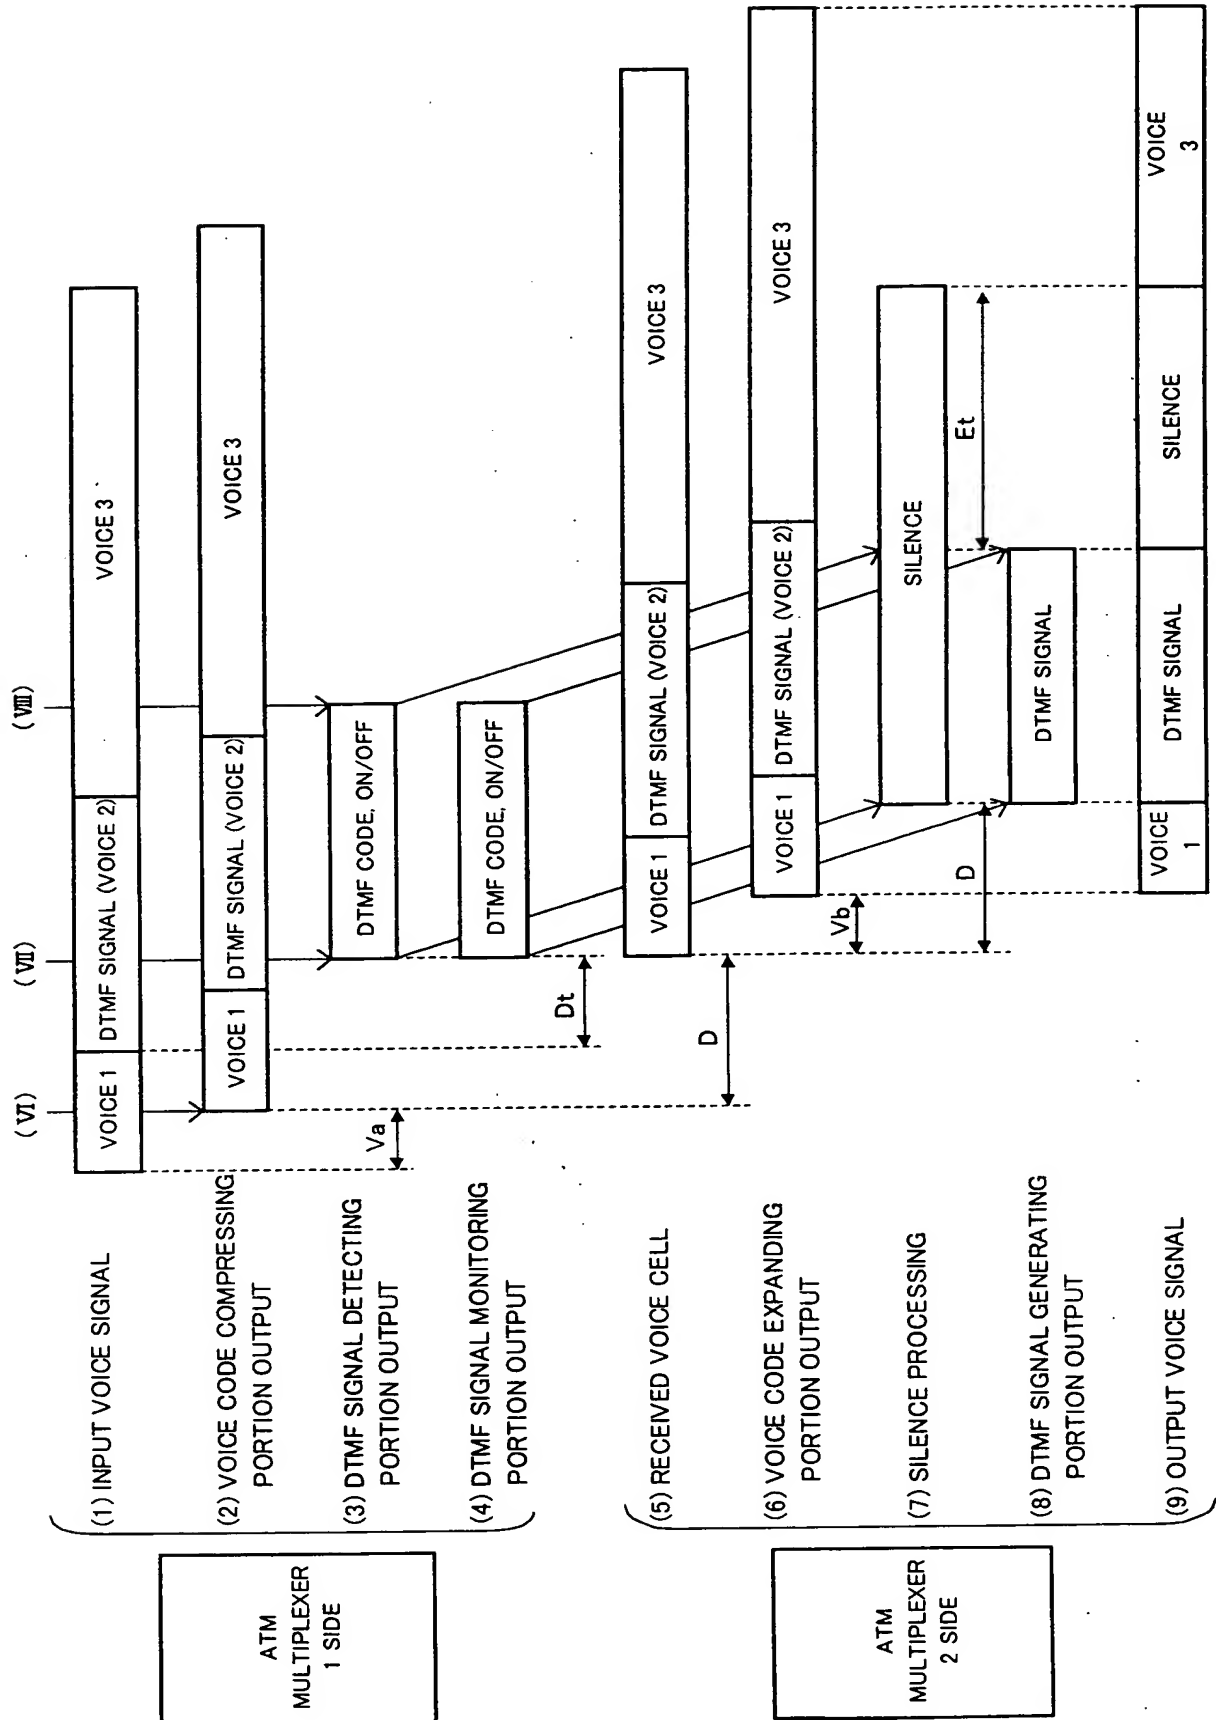 ATM
MULTIPLEXER
1 SIDE
(VI)
(VII)
(VIII)
(1) INPUT VOICE SIGNAL
VOICE 1
DTMF SIGNAL (VOICE 2)
VOICE 3
(2) VOICE CODE COMPRESSING
PORTION OUTPUT
VOICE 1
DTMF SIGNAL (VOICE 2)
VOICE 3
Va
(3) DTMF SIGNAL DETECTING
PORTION OUTPUT
DTMF CODE, ON/OFF
(4) DTMF SIGNAL MONITORING
PORTION OUTPUT
DTMF CODE, ON/OFF
Dt
ATM
MULTIPLEXER
2 SIDE
(5) RECEIVED VOICE CELL
VOICE 1
DTMF SIGNAL (VOICE 2)
VOICE 3
D
(6) VOICE CODE EXPANDING
PORTION OUTPUT
VOICE 1
DTMF SIGNAL (VOICE 2)
VOICE 3
Vb
(7) SILENCE PROCESSING
SILENCE
D
Et
(8) DTMF SIGNAL GENERATING
PORTION OUTPUT
DTMF SIGNAL
(9) OUTPUT VOICE SIGNAL
VOICE
1
DTMF SIGNAL
SILENCE
VOICE
3